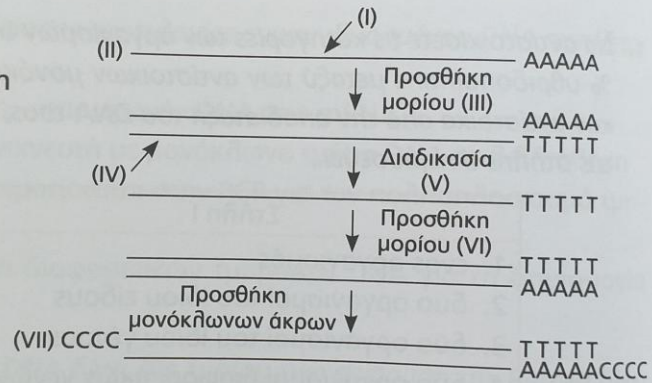 (I)
(II) AAAAA
η
Προσθήκη
μορίου (III)
AAAAA
TTTTT
(IV)
Διαδικασία
(V)
TTTTT
Προσθήκη
μορίου (VI)
TTTTT
AAAAA
Προσθήκη
μονόκλωνων άκρων
(VII) CCCC
TTTTT
AAAAACCCC